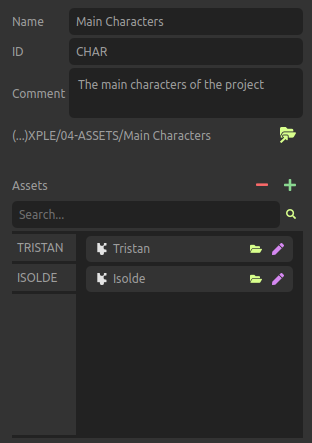 Name Main Characters
ID CHAR
Comment The main characters of the project
(...)XPLE/04-ASSETS/Main Characters
Assets
Search...
TRISTAN Tristan
ISOLDE Isolde